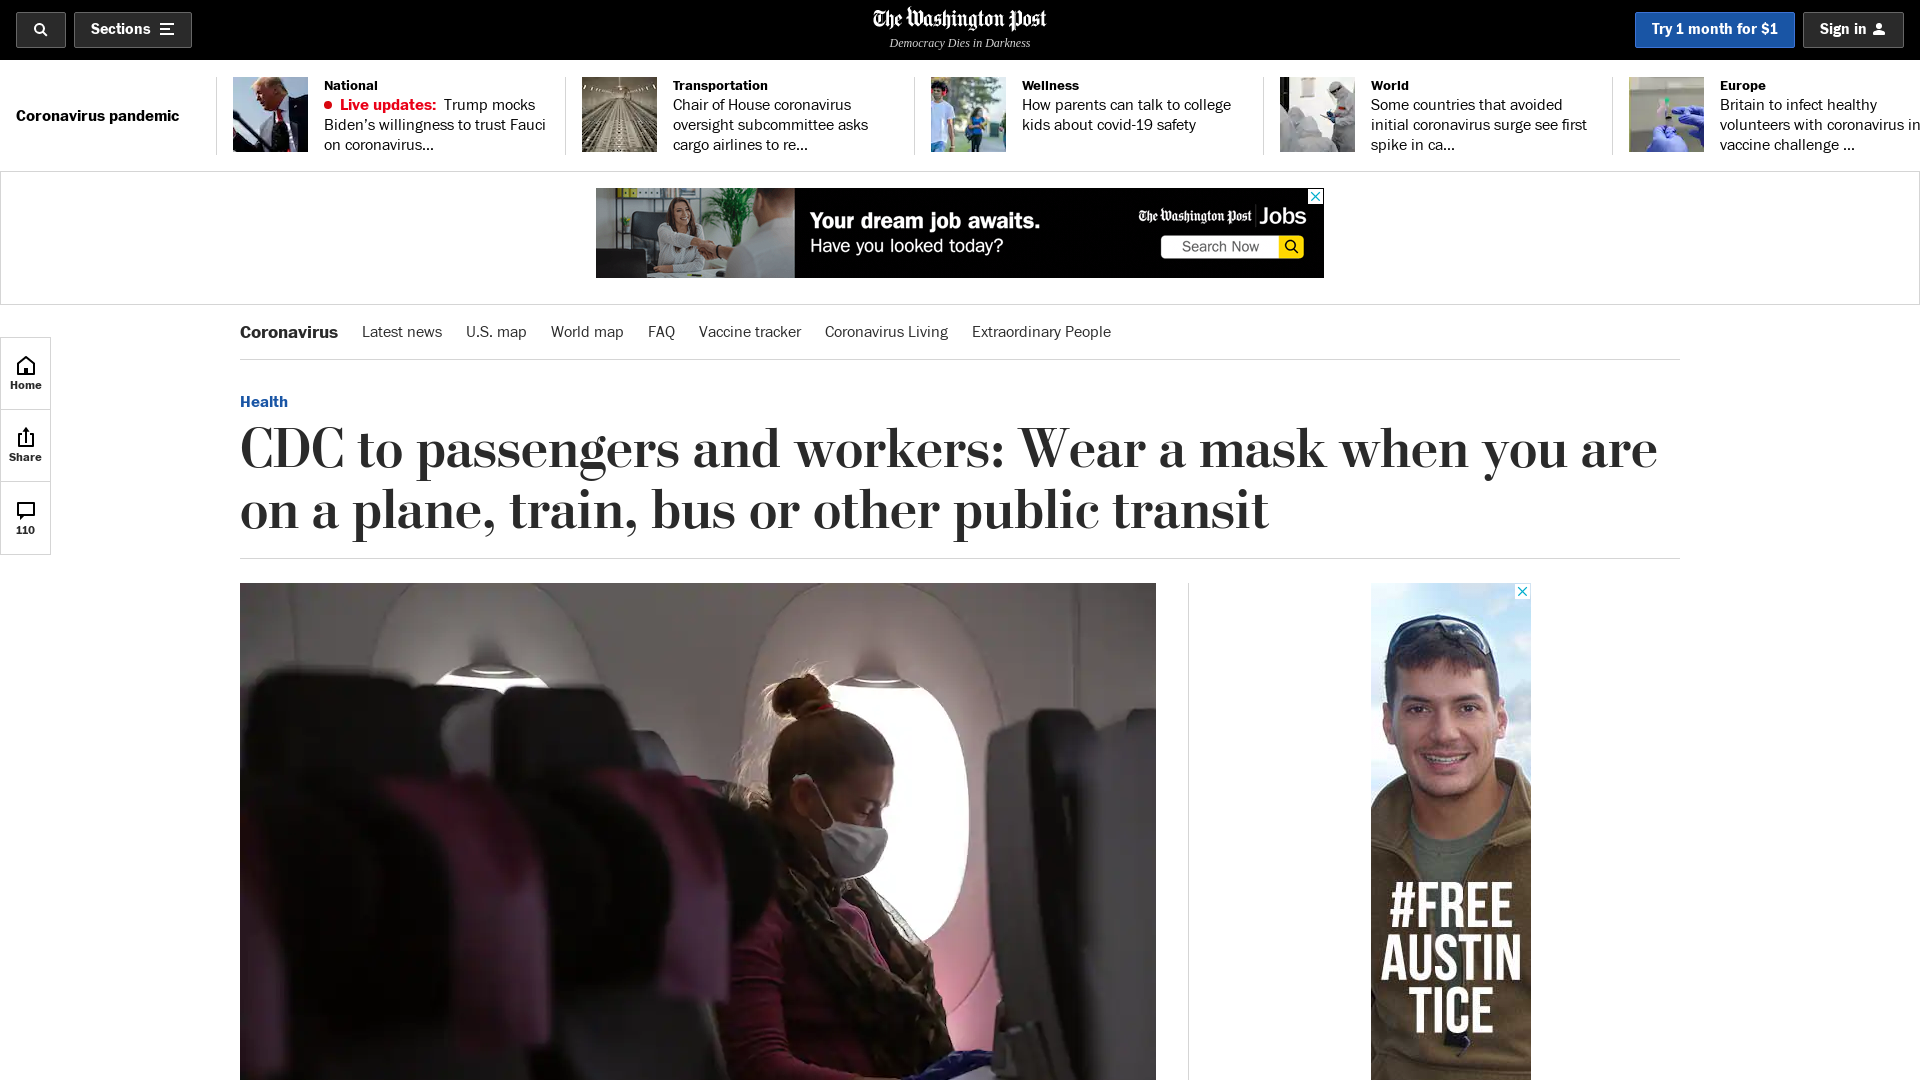 Sections
The Washington Post
Democracy Dies in Darkness
Try 1 month for $1
Sign in
Coronavirus pandemic
National
Live updates: Trump mocks
Biden’s willingness to trust Fauci
on coronavirus...
Transportation
Chair of House coronavirus
oversight subcommittee asks
cargo airlines to re...
Wellness
How parents can talk to college
kids about covid-19 safety
World
Some countries that avoided
initial coronavirus surge see first
spike in ca...
Europe
Britain to infect healthy
volunteers with coronavirus in
vaccine challenge ...
Your dream job awaits.
Have you looked today?
The Washington Post Jobs
Search Now
Coronavirus Latest news U.S. map World map FAQ Vaccine tracker Coronavirus Living Extraordinary People
Home
Share
110
Health
CDC to passengers and workers: Wear a mask when you are
on a plane, train, bus or other public transit
#FREE
AUSTIN
TICE